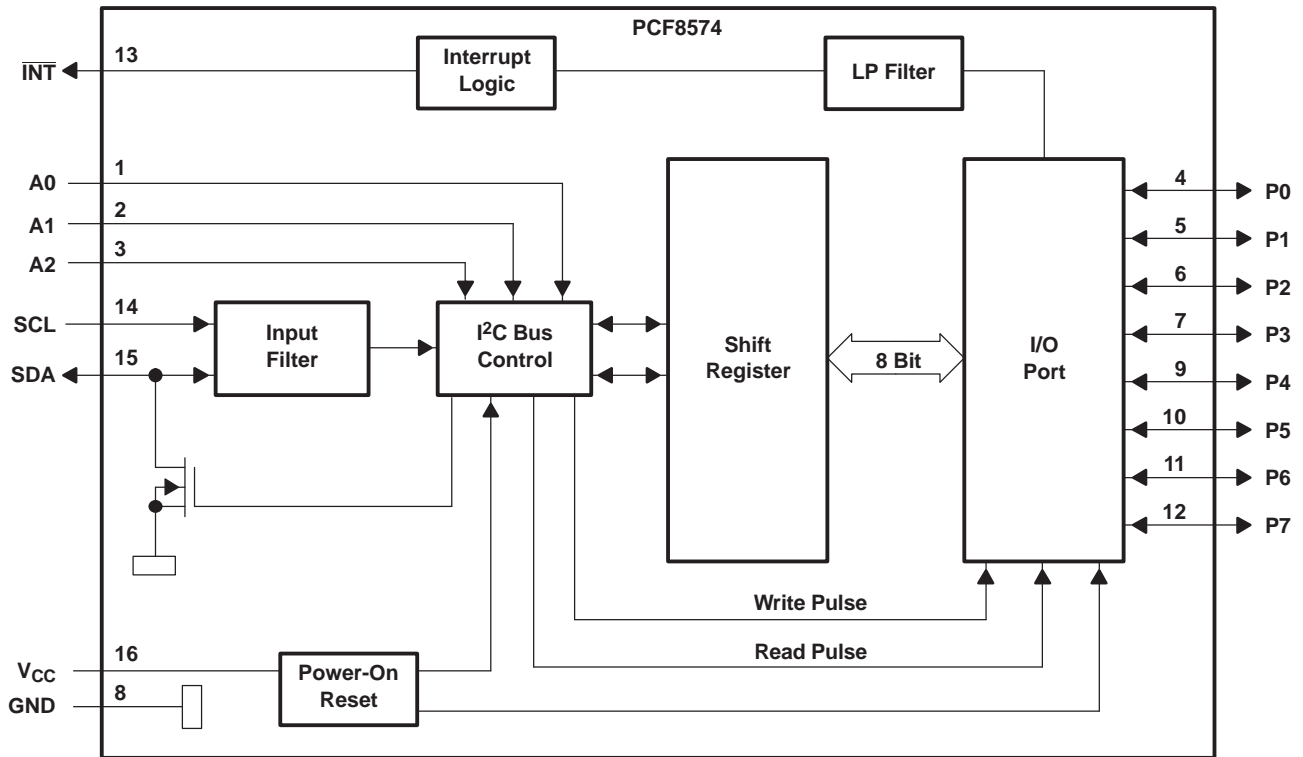 PCF8574
INT
13
Interrupt
Logic
LP Filter
A0
1
A1
2
A2
3
SCL
14
SDA
15
Input
Filter
I2C Bus
Control
Shift
Register
8 Bit
I/O
Port
4
P0
5
P1
6
P2
7
P3
9
P4
10
P5
11
P6
12
P7
Write Pulse
Read Pulse
VCC
16
GND
8
Power-On
Reset